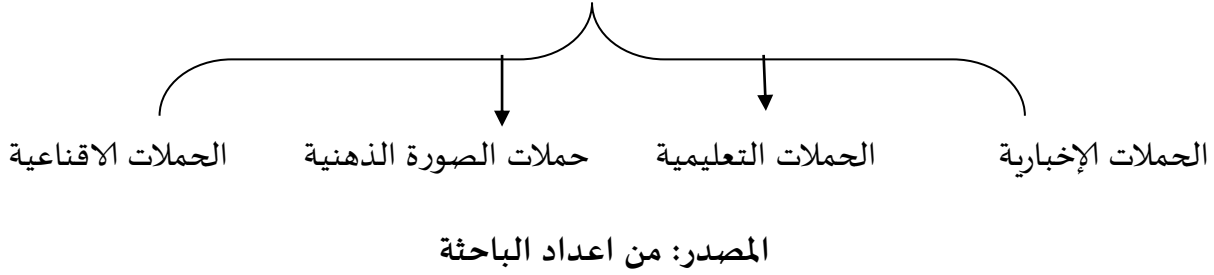 الحملات الإخبارية الحملات التعليمية حملات الصورة الذهنية الحملات الاقناعية
المصدر: من اعداد الباحثة